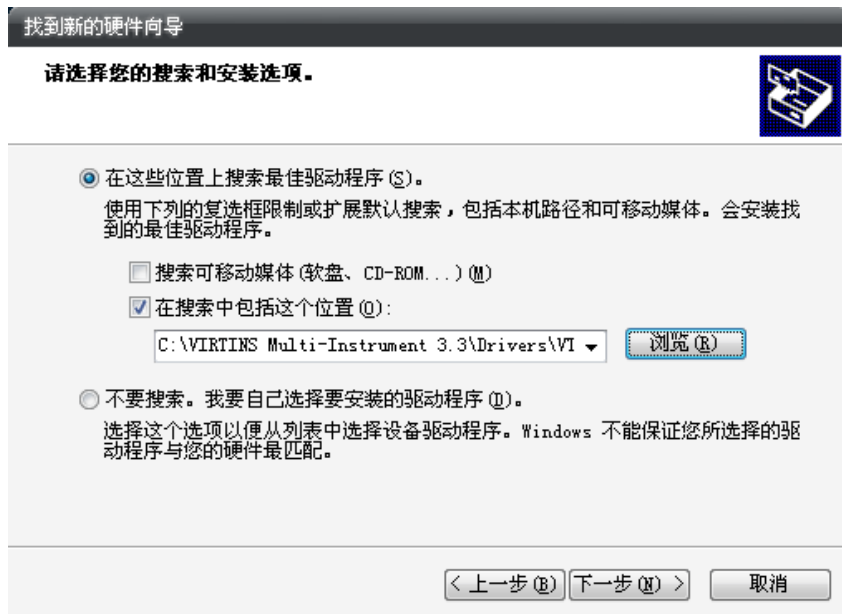 找到新的硬件向导
请选择您的搜索和安装选项。
在这些位置上搜索最佳驱动程序(S)。
使用下列的复选框限制或扩展默认搜索，包括本机路径和可移动媒体。会安装找
到的最佳驱动程序。
搜索可移动媒体(软盘、CD-ROM...)(M)
在搜索中包括这个位置(O):
C:\VIRTINS Multi-Instrument 3.3\Drivers\VI
浏览(R)
不要搜索。我要自己选择要安装的驱动程序(D)。
选择这个选项以便从列表中选择设备驱动程序。Windows 不能保证您所选择的驱
动程序与您的硬件最匹配。
< 上一步(B) 下一步(N) > 取消